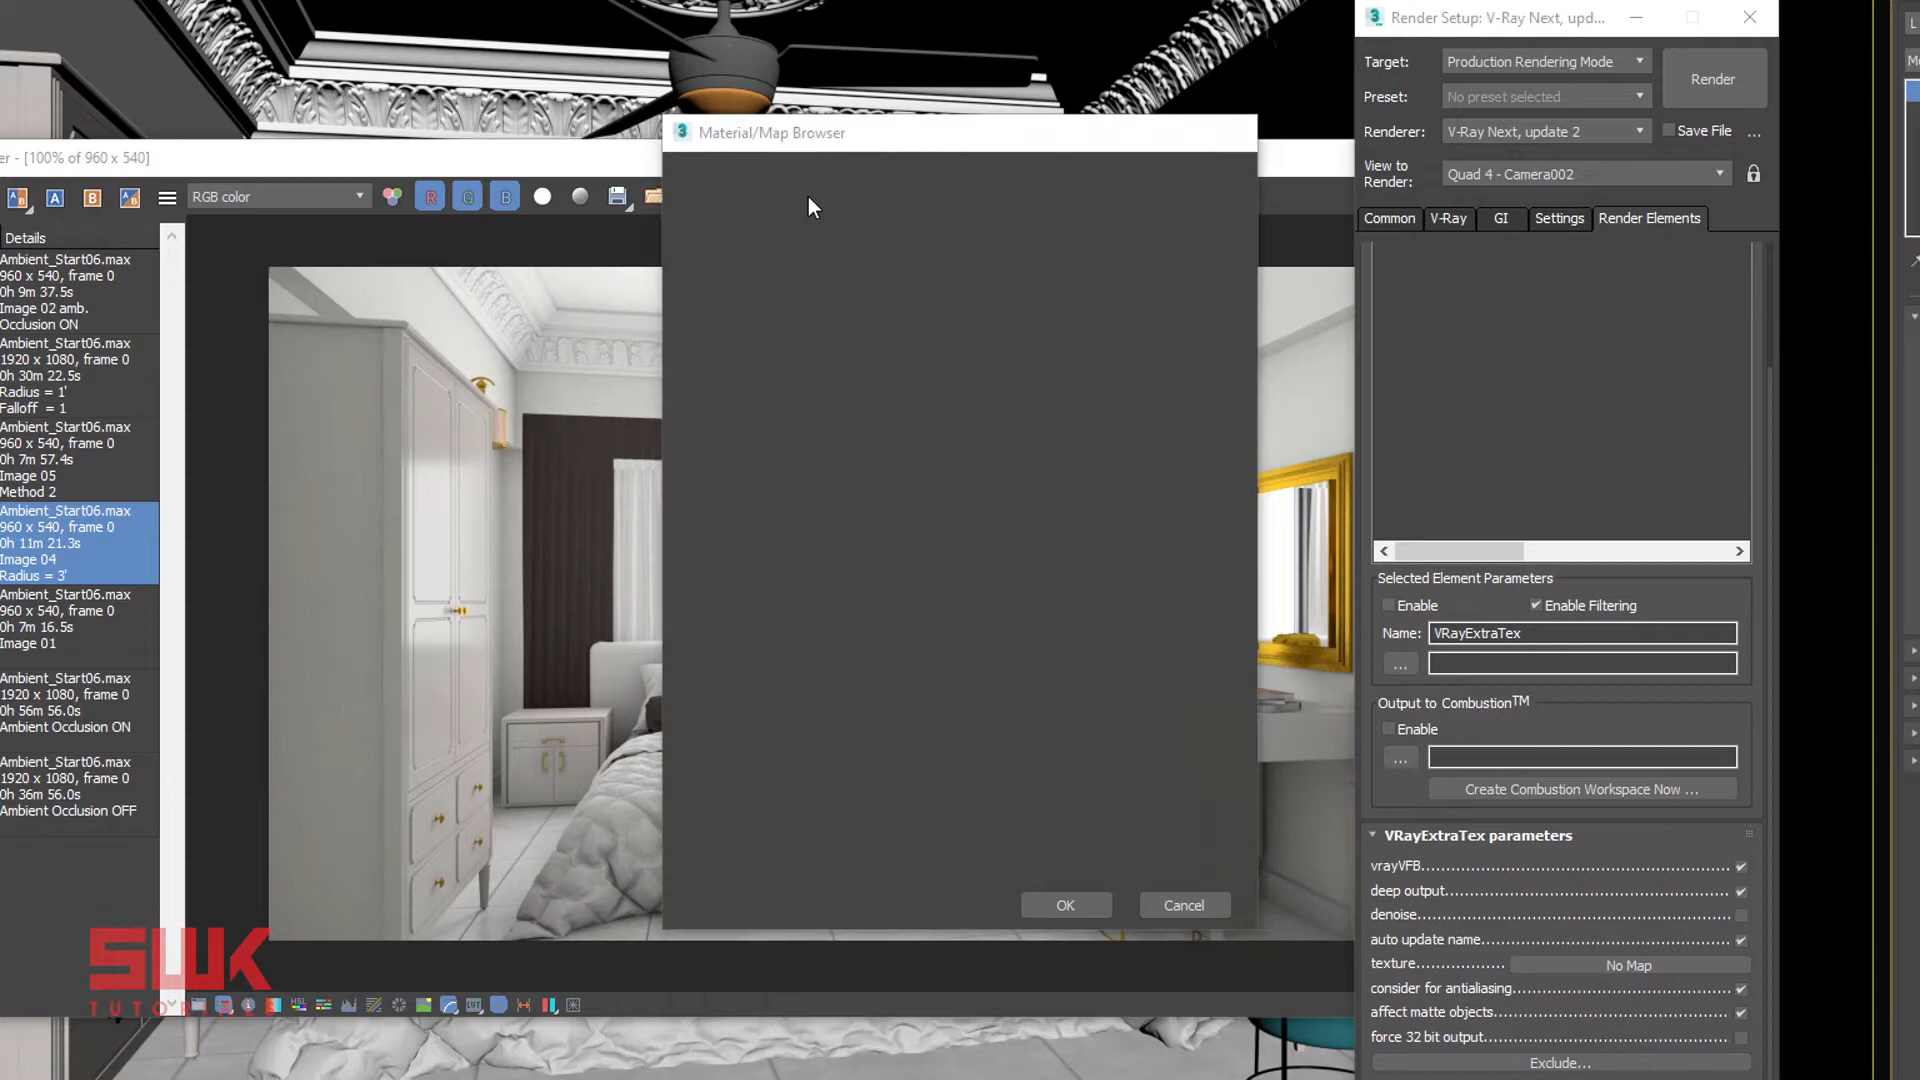 Render Setup: V-Ray Next, upd...
Target:
Production Rendering Mode
Render
Preset:
No preset selected
Renderer:
V-Ray Next, update 2
Save File
...
View to
Render:
Quad 4 - Camera002
Common
V-Ray
GI
Settings
Render Elements
Material/Map Browser
er - [100% of 960 x 540]
RGB color
R
G
B
Details
Ambient_Start06.max
960 x 540, frame 0
0h 9m 37.5s
Image 02 amb.
Occlusion ON
Ambient_Start06.max
1920 x 1080, frame 0
0h 30m 22.5s
Radius = 1'
Falloff = 1
Ambient_Start06.max
960 x 540, frame 0
0h 7m 57.4s
Image 05
Method 2
Ambient_Start06.max
960 x 540, frame 0
0h 11m 21.3s
Image 04
Radius = 3'
Ambient_Start06.max
960 x 540, frame 0
0h 7m 16.5s
Image 01
Ambient_Start06.max
1920 x 1080, frame 0
0h 56m 56.0s
Ambient Occlusion ON
Ambient_Start06.max
1920 x 1080, frame 0
0h 36m 56.0s
Ambient Occlusion OFF
OK
Cancel
Selected Element Parameters
Enable
Enable Filtering
Name:
VRayExtraTex
...
Output to Combustion™
Enable
...
Create Combustion Workspace Now ...
VRayExtraTex parameters
vrayVFB
deep output
denoise
auto update name
texture
No Map
consider for antialiasing
affect matte objects
force 32 bit output
Exclude...
SWK